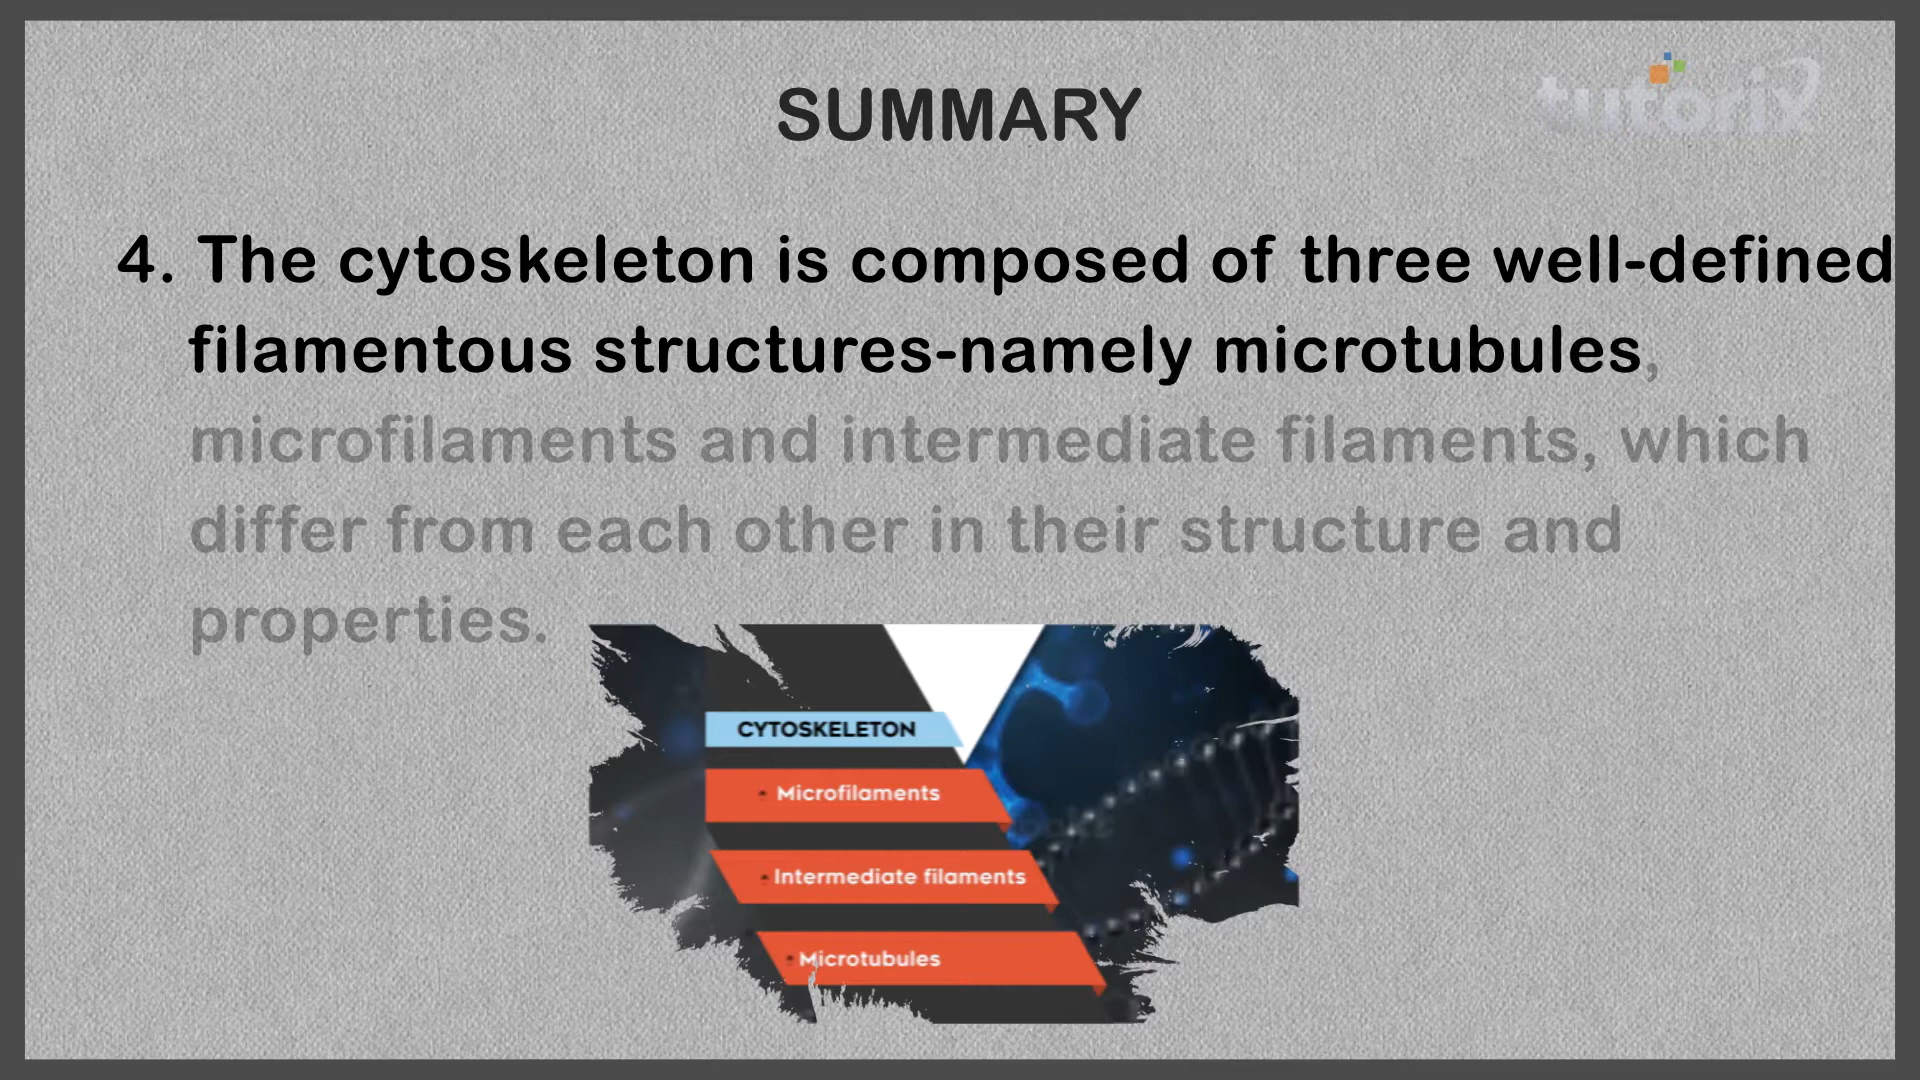 tutorix
SUMMARY
4. The cytoskeleton is composed of three well-defined
filamentous structures-namely microtubules,
microfilaments and intermediate filaments, which
differ from each other in their structure and
properties.
CYTOSKELETON
• Microfilaments
• Intermediate filaments
• Microtubules